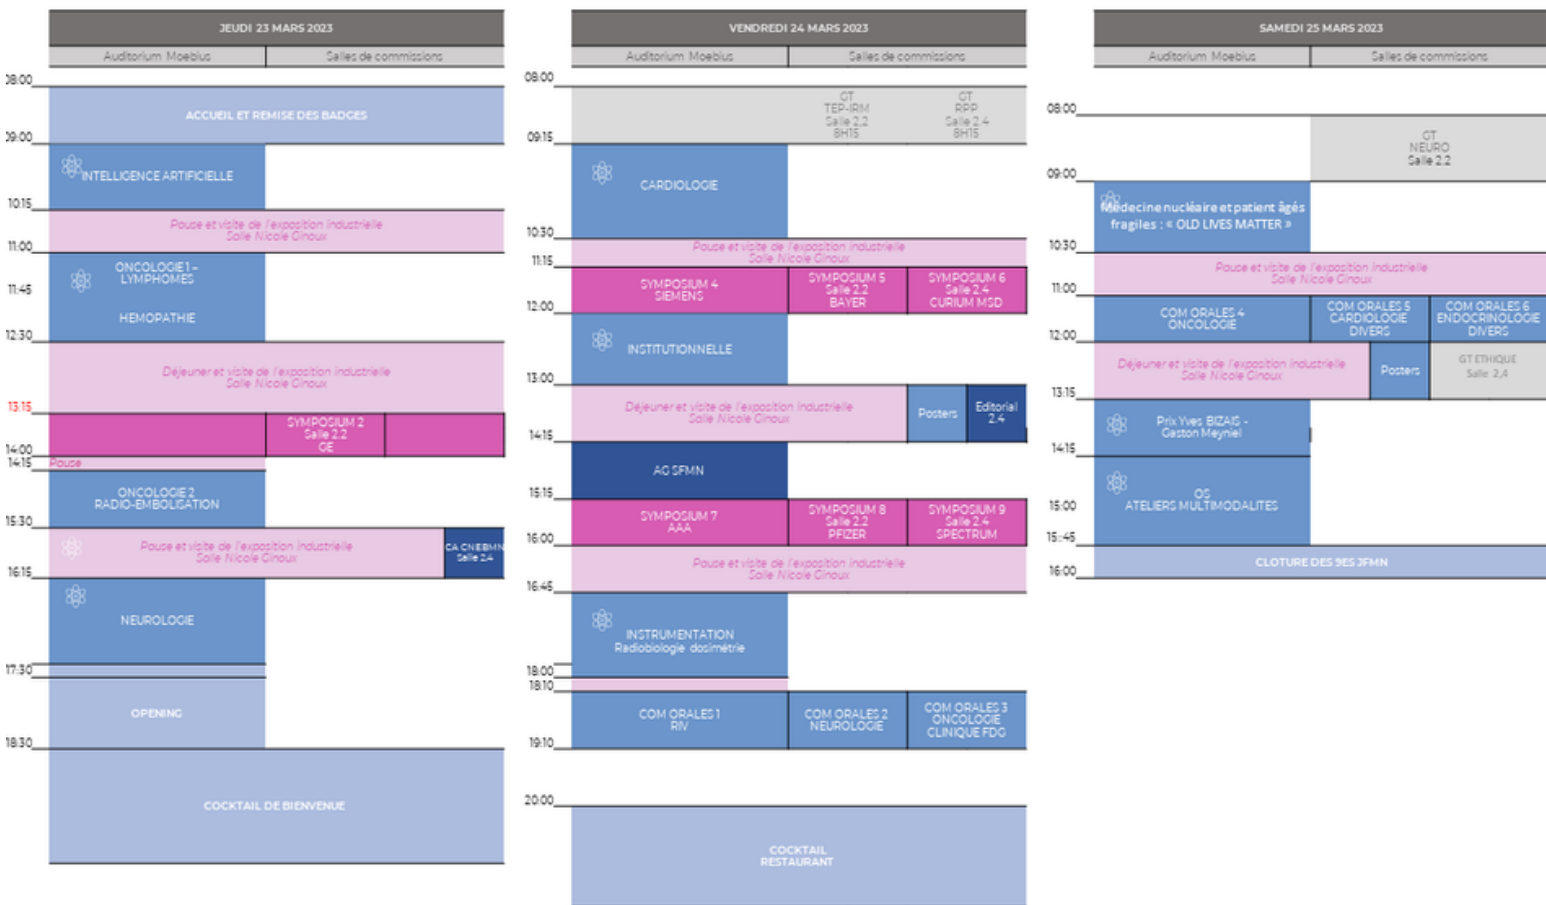 JEUDI 23 MARS 2023
Auditorium Moebius
Salles de commissions
08:00
ACCUEIL ET REMISE DES BADGES
09:00
INTELLIGENCE ARTIFICIELLE
10:15
Pause et visite de l'exposition industrielle
Salle Nicole Ginoux
11:00
ONCOLOGIE 1 –
LYMPHOMES
11:45
HEMOPATHIE
12:30
Déjeuner et visite de l'exposition industrielle
Salle Nicole Ginoux
13:15
SYMPOSIUM 2
Salle 2.2
GE
14:00
14:15
Pause
ONCOLOGIE 2
RADIO-EMBOLISATION
15:30
Pause et visite de l'exposition industrielle
Salle Nicole Ginoux
CA CNEBMN
Salle 2.4
16:15
NEUROLOGIE
17:30
OPENING
18:30
COCKTAIL DE BIENVENUE
VENDREDI 24 MARS 2023
Auditorium Moebius
Salles de commissions
08:00
GT
TEP-IRM
Salle 2.2
8H15
GT
RPP
Salle 2.4
8H15
09:15
CARDIOLOGIE
10:30
Pause et visite de l'exposition industrielle
Salle Nicole Ginoux
11:15
SYMPOSIUM 4
SIEMENS
SYMPOSIUM 5
Salle 2.2
BAYER
SYMPOSIUM 6
Salle 2.4
CURIUM MSD
12:00
INSTITUTIONNELLE
13:00
Déjeuner et visite de l'exposition industrielle
Salle Nicole Ginoux
Posters
Editorial
2.4
14:15
AG SFMN
15:15
SYMPOSIUM 7
AAA
SYMPOSIUM 8
Salle 2.2
PFIZER
SYMPOSIUM 9
Salle 2.4
SPECTRUM
16:00
Pause et visite de l'exposition industrielle
Salle Nicole Ginoux
16:45
INSTRUMENTATION
Radiobiologie dosimétrie
18:00
18:10
COM ORALES 1
RIV
COM ORALES 2
NEUROLOGIE
COM ORALES 3
ONCOLOGIE
CLINIQUE FDG
19:10
20:00
COCKTAIL
RESTAURANT
SAMEDI 25 MARS 2023
Auditorium Moebius
Salles de commissions
08:00
GT
NEURO
Salle 2.2
09:00
Médecine nucléaire et patient âgés
fragiles : « OLD LIVES MATTER »
10:30
Pause et visite de l'exposition industrielle
Salle Nicole Ginoux
11:00
COM ORALES 4
ONCOLOGIE
COM ORALES 5
CARDIOLOGIE
DIVERS
COM ORALES 6
ENDOCRINOLOGIE
DIVERS
12:00
Déjeuner et visite de l'exposition industrielle
Salle Nicole Ginoux
Posters
GT ETHIQUE
Salle 2,4
13:15
Prix Yves BIZAIS -
Gaston Meyniel
14:15
OS
ATELIERS MULTIMODALITES
15:00
15:45
CLOTURE DES 9ES JFMN
16:00